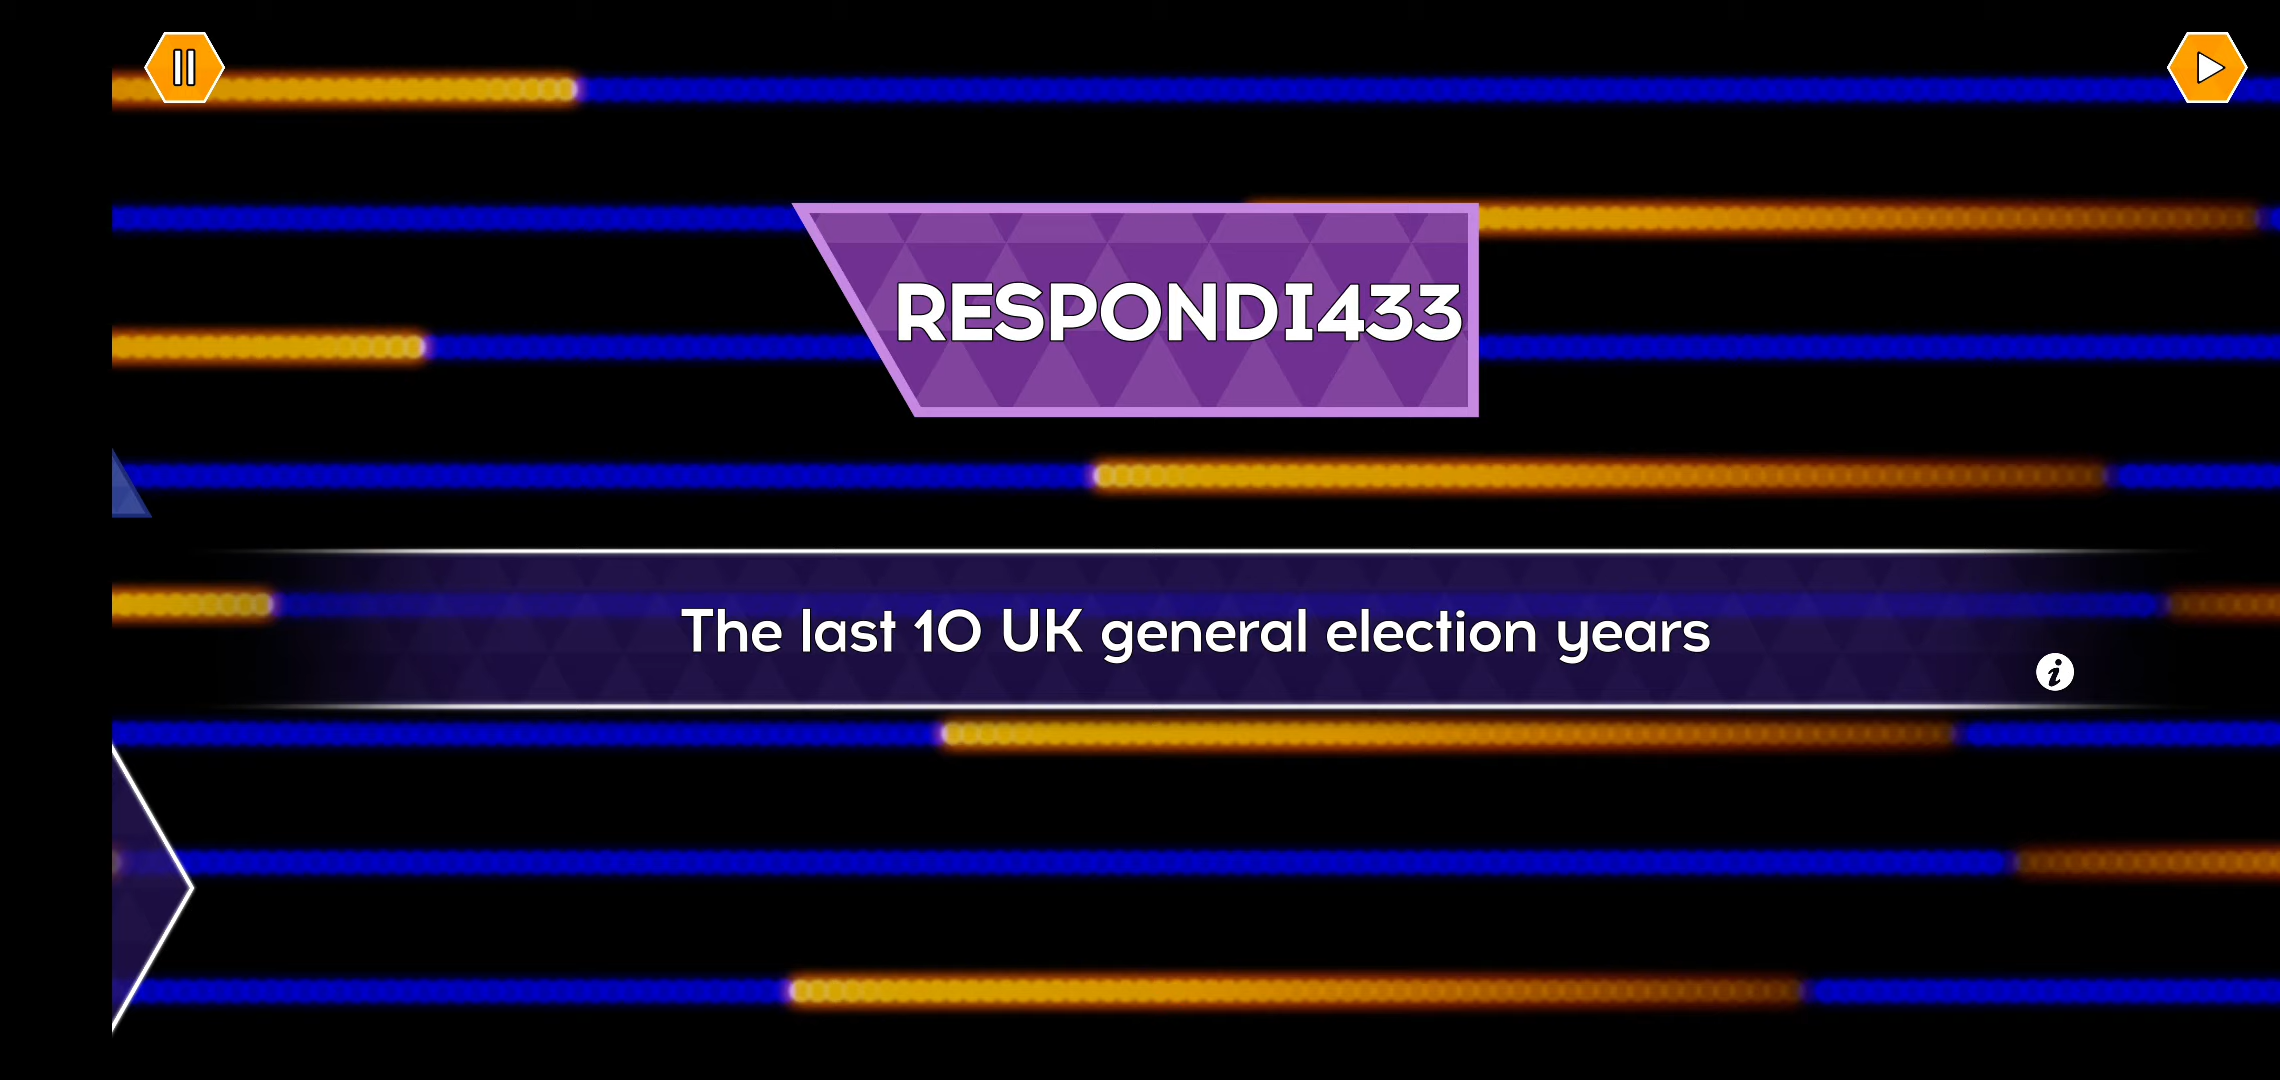 RESPONDI433
The last 10 UK general election years